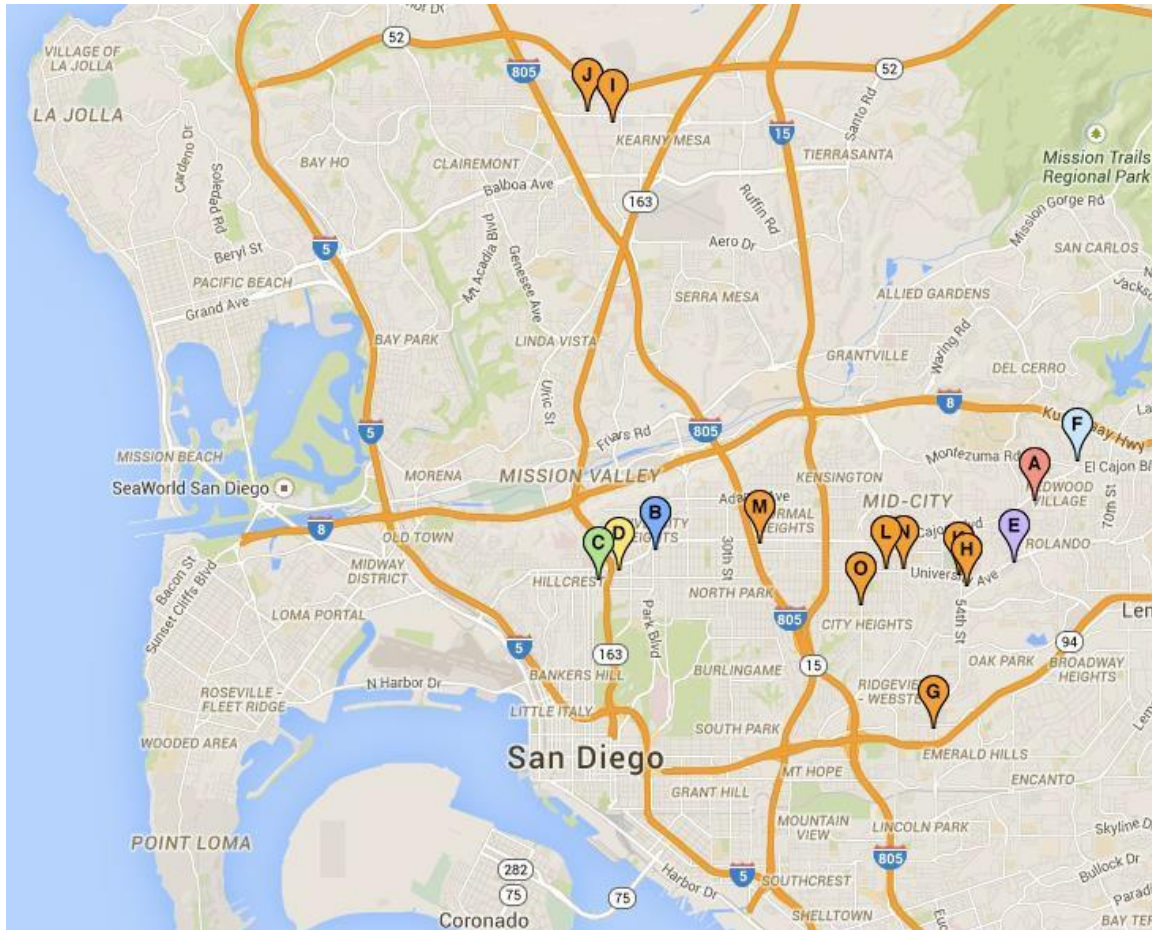 VILLAGE OF
LA JOLLA
52
805
J
I
52
LA JOLLA
KEARNY MESA
15
Santo Rd
TIERRASANTA
Mission Trails
Regional Park
Cardeno Dr
Soledad Rd
BAY HO
CLAIREMONT
Balboa Ave
163
Ruffin Rd
Mission Gorge Rd
SAN CARLOS
5
Beryl St
Mt Acadia Blvd
Genesee Ave
Aero Dr
PACIFIC BEACH
Grand Ave
SERRA MESA
ALLIED GARDENS
BAY PARK
LINDA VISTA
Waring Rd
GRANTVILLE
DEL CERRO
Ulric St
8
5
Friars Rd
805
F
MISSION BEACH
MORENA
MISSION VALLEY
KENSINGTON
Montezuma Rd
A
El Cajon
SeaWorld San Diego
MID-CITY
VILLAGE
70th St
B
M
8
OLD TOWN
C
D
HEIGHTS
HEIGHTS
L
N
H
E
ROLANDO
MIDWAY
DISTRICT
HILLCREST
30th St
O
Bacon St
Sunset Cliffs Blvd
LOMA PORTAL
Park Blvd
NORTH PARK
54th St
805
CITY HEIGHTS
5
163
15
94
OAK PARK
BROADWAY
HEIGHTS
BANKERS HILL
BURLINGAME
N Harbor Dr
ROSEVILLE -
FLEET RIDGE
LITTLE ITALY
G
WOODED AREA
SOUTH PARK
San Diego
EMERALD HILLS
MT HOPE
ENCANTO
GRANT HILL
POINT LOMA
MOUNTAIN
VIEW
LINCOLN PARK
Skyline
805
Bullock Dr
282
75
75
Harbor Dr
5
SOUTHCREST
Coronado
SHELLTOWN